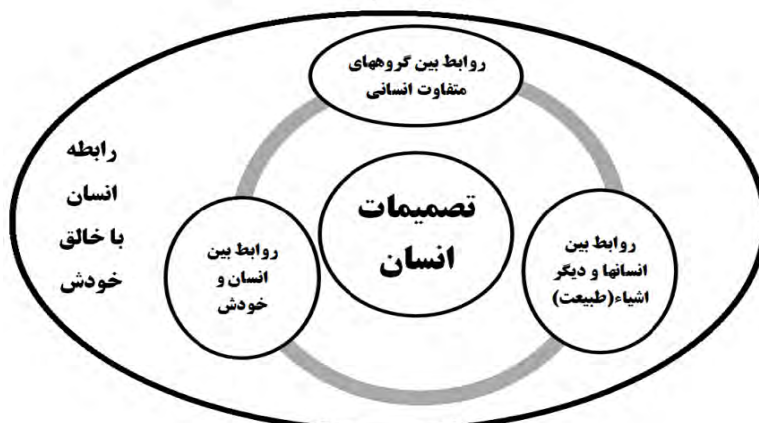 روابط بین گروههای
متفاوت انسانی
رابطه
انسان
با خالق
خودش
تصمیمات
انسان
روابط بین
انسانها و دیگر
اشیاء(طبیعت)
روابط بین
انسان و
خودش